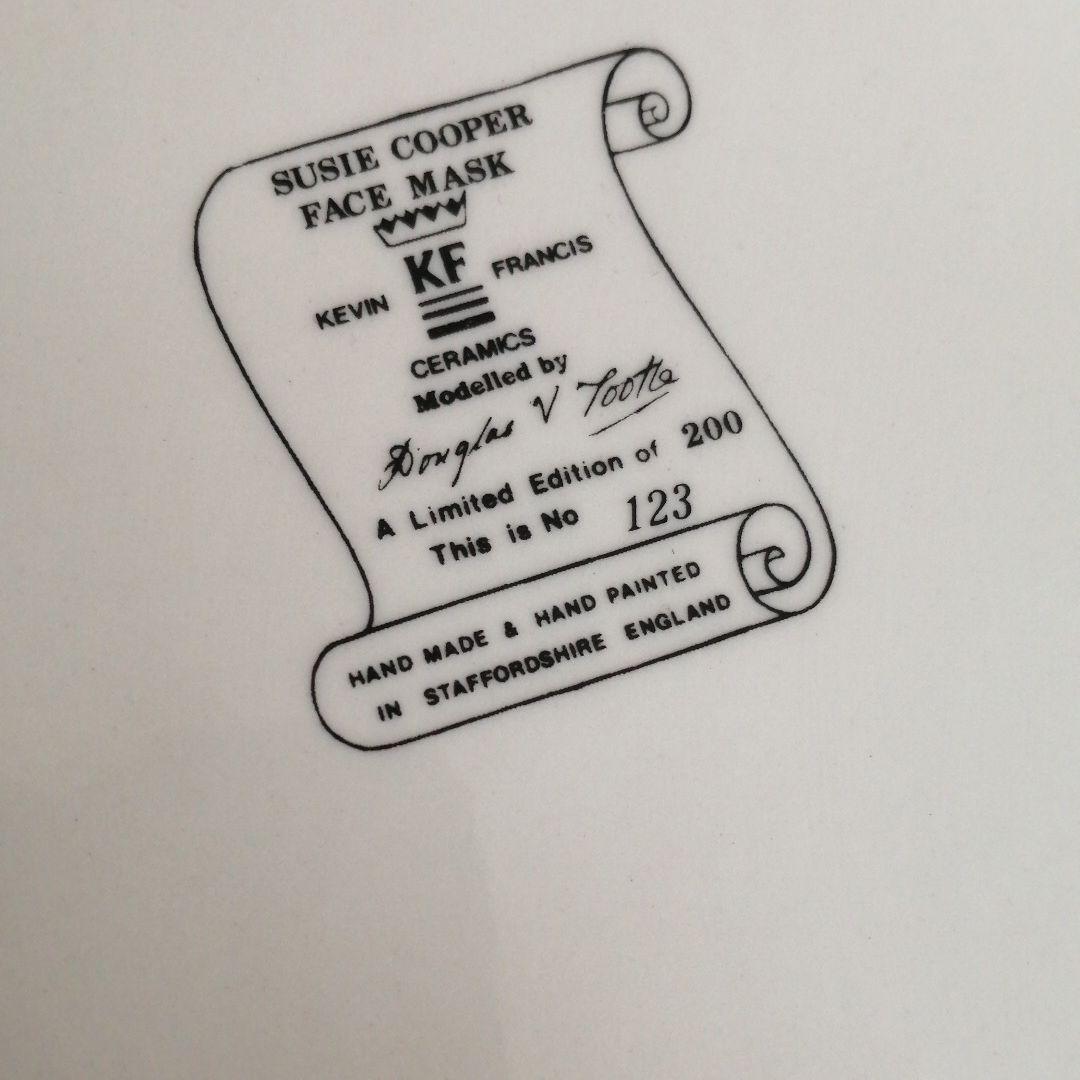 SUSIE COOPER
FACE MASK
KEVIN KF FRANCIS
CERAMICS
Modelled by
Douglas V Tootle
A Limited Edition of 200
This is No 123
HAND MADE & HAND PAINTED
IN STAFFORDSHIRE ENGLAND